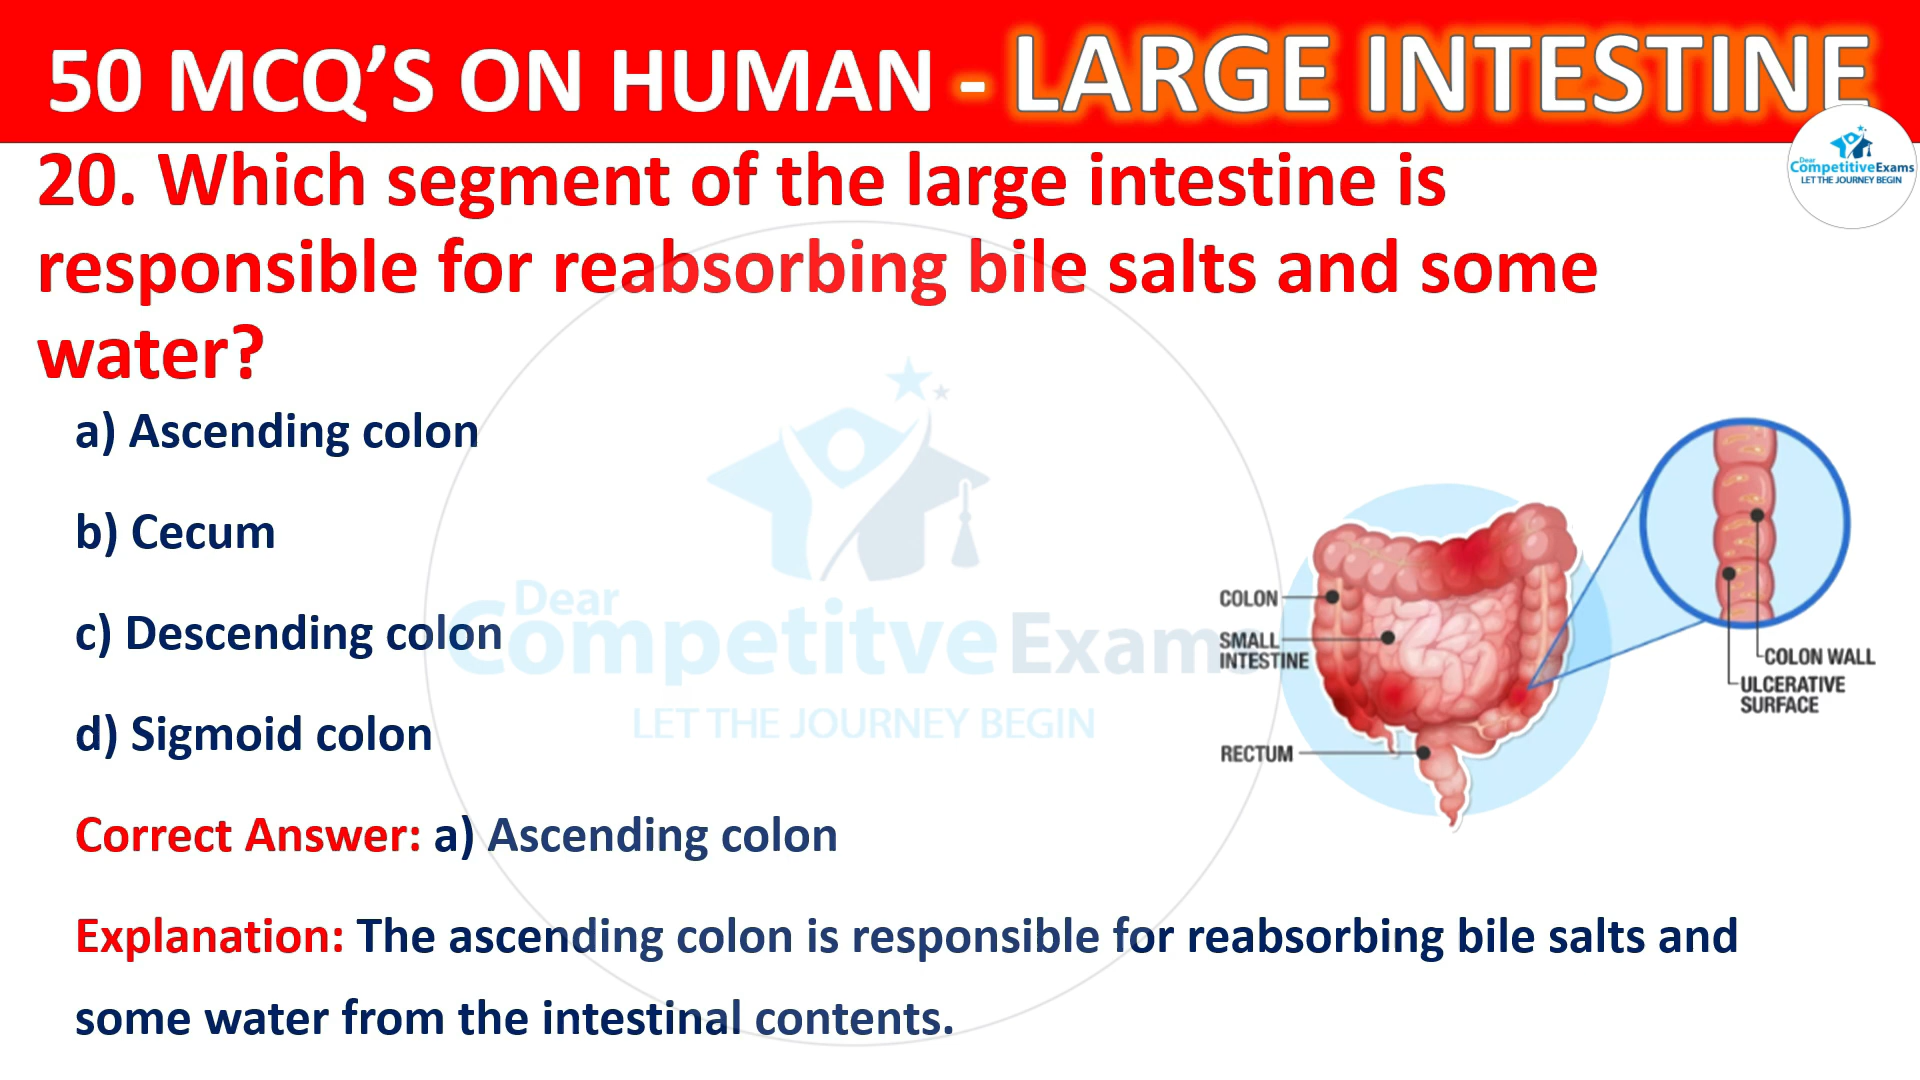 50 MCQ’S ON HUMAN - LARGE INTESTINE
Dear
CompetitiveExams
LET THE JOURNEY BEGIN
20. Which segment of the large intestine is
responsible for reabsorbing bile salts and some
water?
a) Ascending colon
b) Cecum
c) Descending colon
d) Sigmoid colon
Dear
CompetitveExams
LET THE JOURNEY BEGIN
COLON
SMALL
INTESTINE
RECTUM
COLON WALL
ULCERATIVE
SURFACE
Correct Answer: a) Ascending colon
Explanation: The ascending colon is responsible for reabsorbing bile salts and
some water from the intestinal contents.